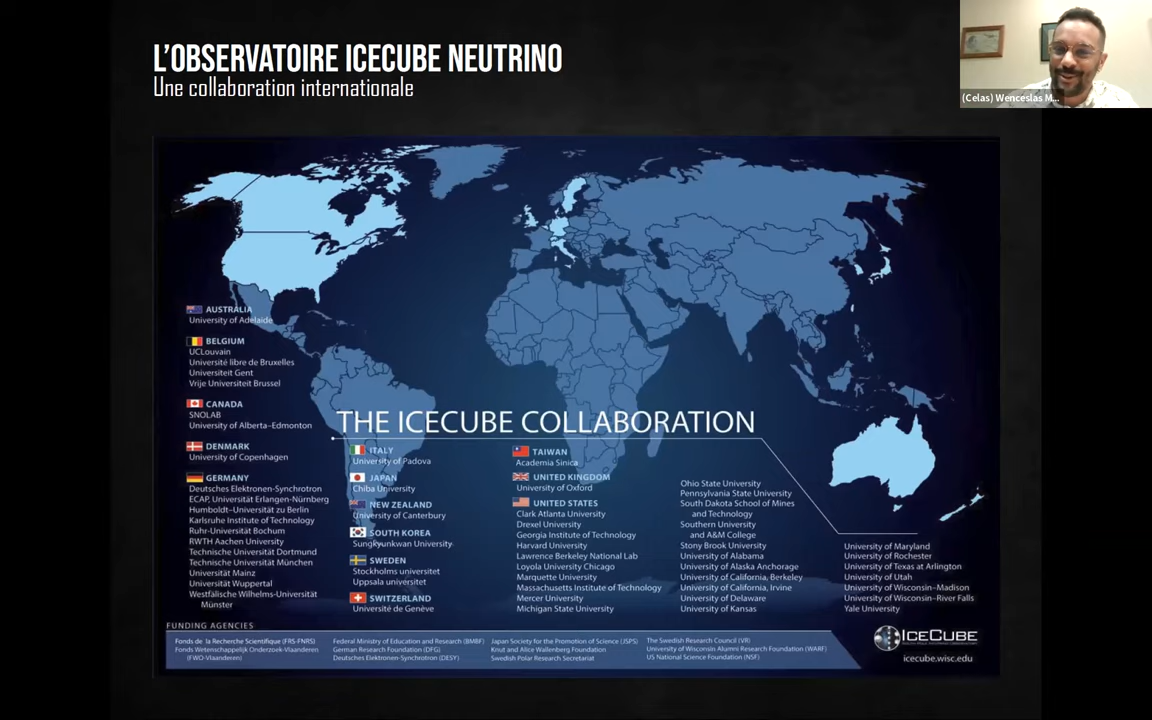 L'OBSERVATOIRE ICECUBE NEUTRINO
Une collaboration internationale
(Celas) Wenceslas M...
AUSTRALIA
University of Adelaide
BELGIUM
UCLouvain
Université libre de Bruxelles
Universiteit Gent
Vrije Universiteit Brussel
CANADA
SNOLAB
University of Alberta–Edmonton
DENMARK
University of Copenhagen
GERMANY
Deutsches Elektronen-Synchrotron
ECAP, Universität Erlangen-Nürnberg
Humboldt–Universität zu Berlin
Karlsruhe Institute of Technology
Ruhr-Universität Bochum
RWTH Aachen University
Technische Universität Dortmund
Technische Universität München
Universität Mainz
Universität Wuppertal
Westfälische Wilhelms-Universität
Münster
THE ICECUBE COLLABORATION
ITALY
University of Padova
JAPAN
Chiba University
NEW ZEALAND
University of Canterbury
SOUTH KOREA
Sungkyunkwan University
SWEDEN
Stockholms universitet
Uppsala universitet
SWITZERLAND
Université de Genève
TAIWAN
Academia Sinica
UNITED KINGDOM
University of Oxford
UNITED STATES
Clark Atlanta University
Drexel University
Georgia Institute of Technology
Harvard University
Lawrence Berkeley National Lab
Loyola University Chicago
Marquette University
Massachusetts Institute of Technology
Mercer University
Michigan State University
Ohio State University
Pennsylvania State University
South Dakota School of Mines
and Technology
Southern University
and A&M College
Stony Brook University
University of Alabama
University of Alaska Anchorage
University of California, Berkeley
University of California, Irvine
University of Delaware
University of Kansas
University of Maryland
University of Rochester
University of Texas at Arlington
University of Utah
University of Wisconsin–Madison
University of Wisconsin–River Falls
Yale University
FUNDING AGENCIES
Fonds de la Recherche Scientifique (FRS-FNRS)
Fonds Wetenschappelijk Onderzoek-Vlaanderen
(FWO-Vlaanderen)
Federal Ministry of Education and Research (BMBF)
German Research Foundation (DFG)
Deutsches Elektronen-Synchrotron (DESY)
Japan Society for the Promotion of Science (JSPS)
Knut and Alice Wallenberg Foundation
Swedish Polar Research Secretariat
The Swedish Research Council (VR)
University of Wisconsin Alumni Research Foundation (WARF)
US National Science Foundation (NSF)
ICECUBE
icecube.wisc.edu